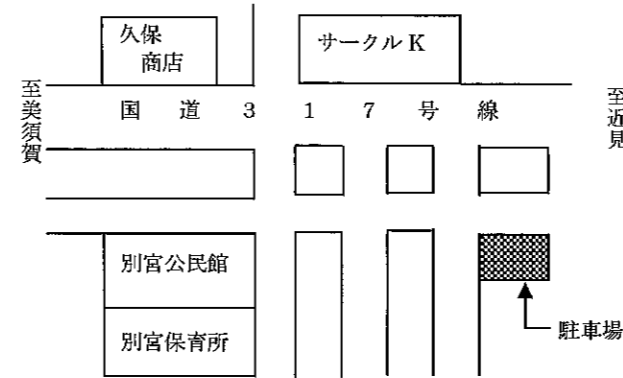 久保
商店
サークルK
至美須賀
国道317号線
至近見
別宮公民館
別宮保育所
駐車場